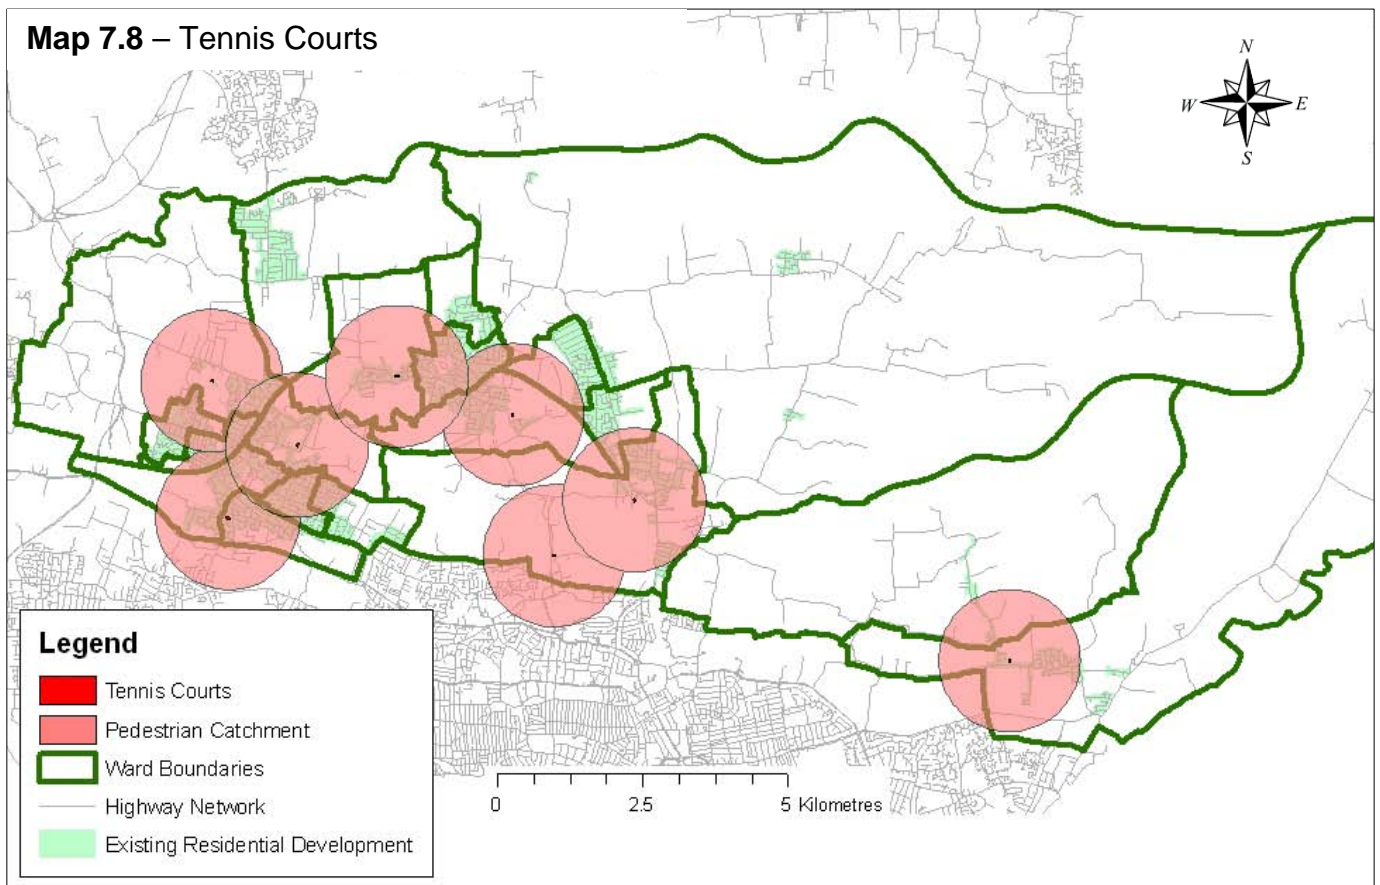 Map 7.8 – Tennis Courts
N
W E
S
Legend
Tennis Courts
Pedestrian Catchment
Ward Boundaries
Highway Network
Existing Residential Development
0 2.5 5 Kilometres